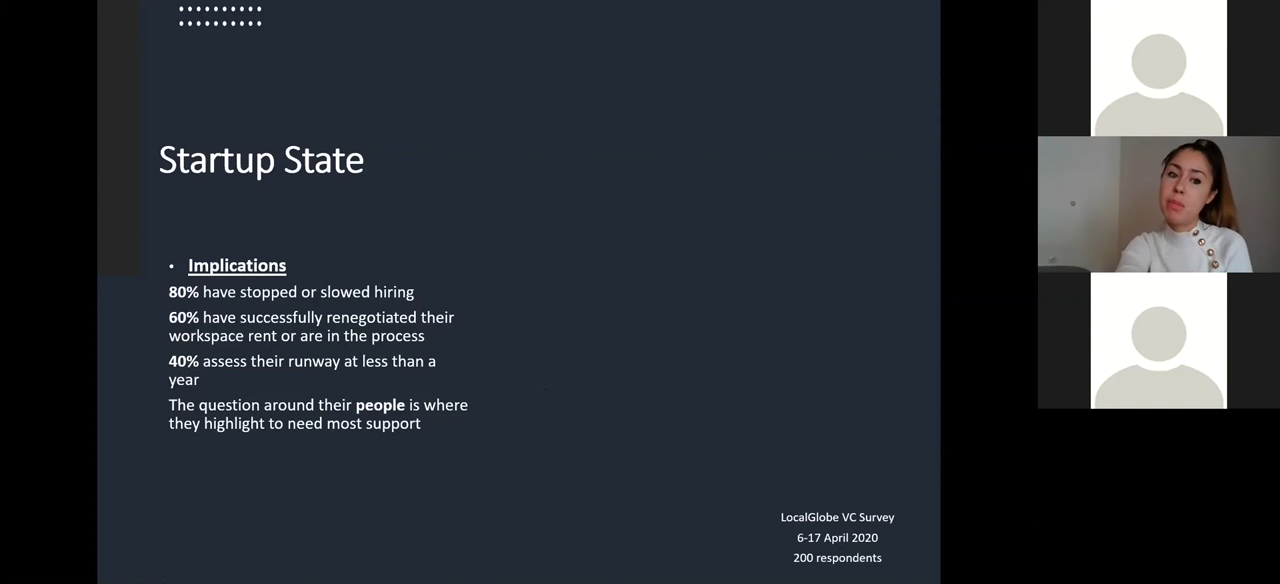 Startup State
• Implications
80% have stopped or slowed hiring
60% have successfully renegotiated their
workspace rent or are in the process
40% assess their runway at less than a
year
The question around their people is where
they highlight to need most support
LocalGlobe VC Survey
6-17 April 2020
200 respondents